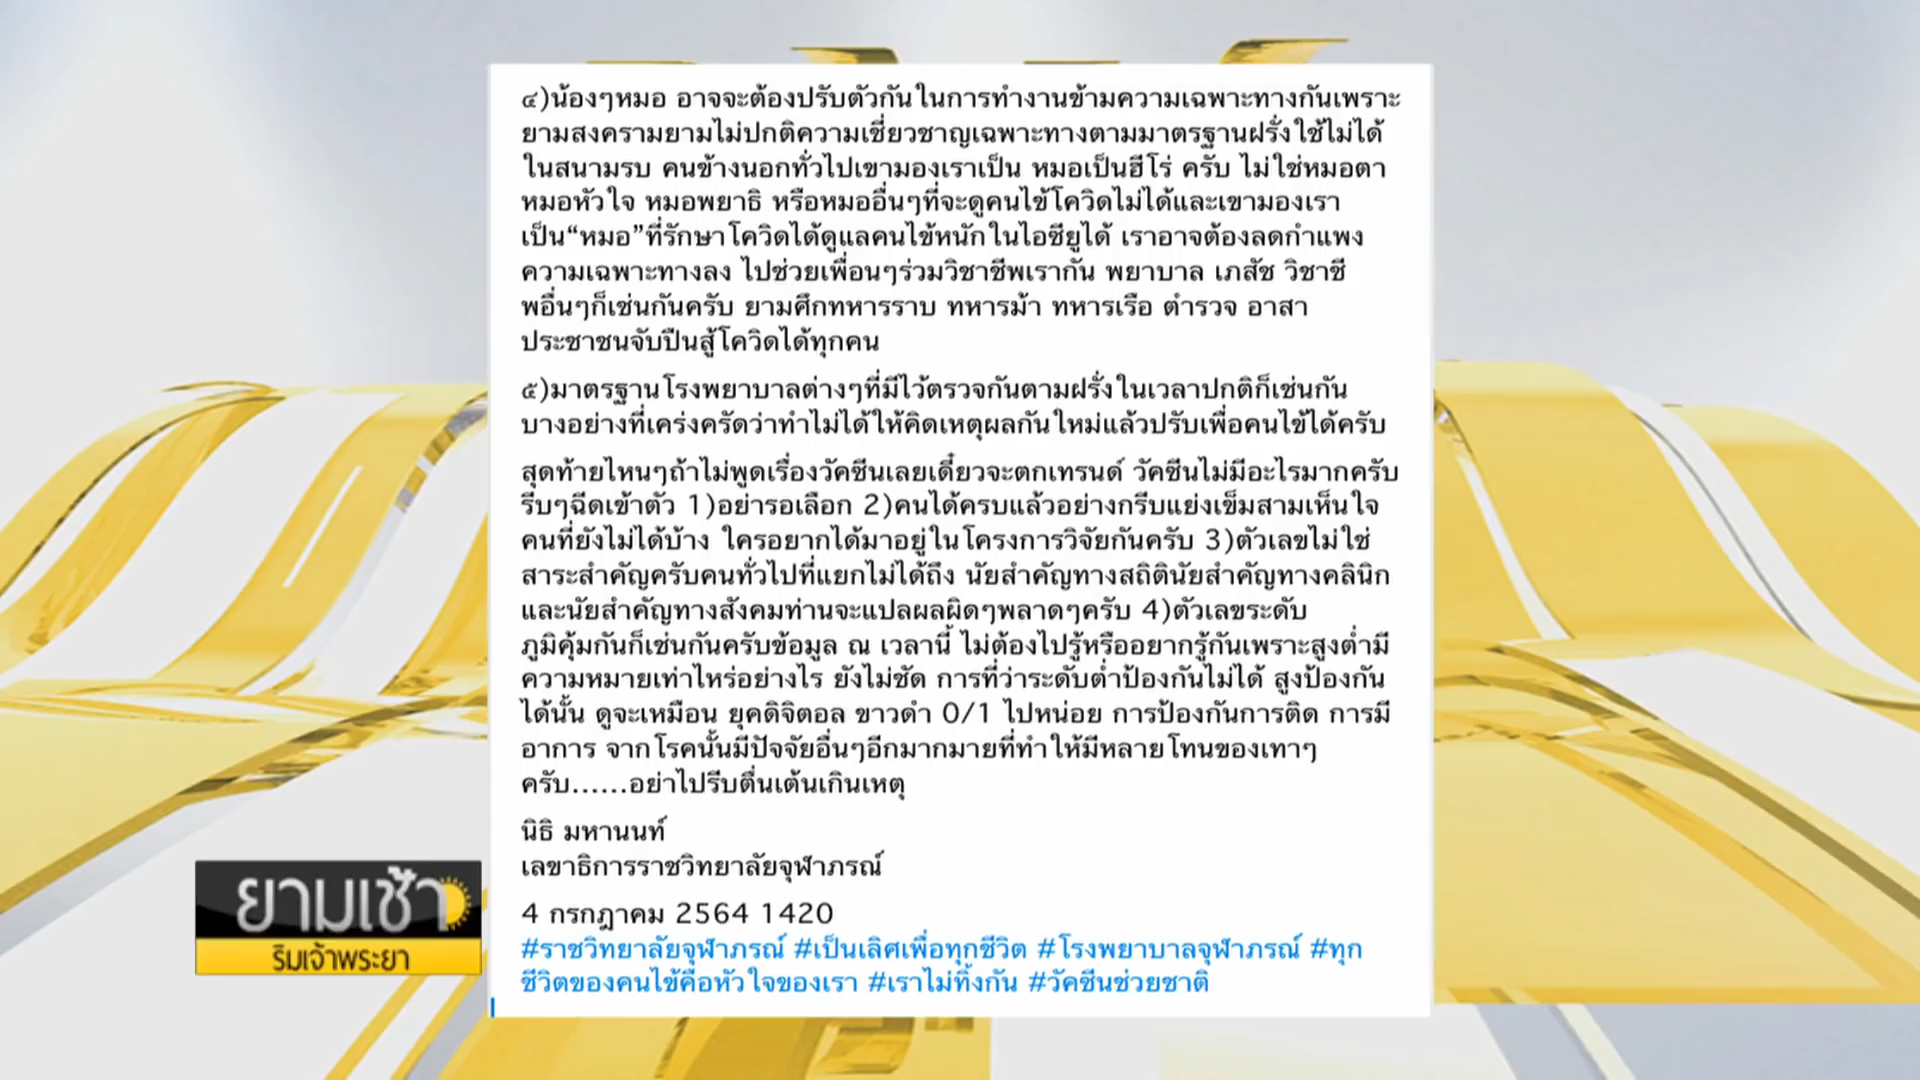 ๔)น้องๆหมอ อาจจะต้องปรับตัวกันในการทำงานข้ามความเฉพาะทางกันเพราะ
ยามสงครามยามไม่ปกติความเชี่ยวชาญเฉพาะทางตามมาตรฐานฝรั่งใช้ไม่ได้
ในสนามรบ คนข้างนอกทั่วไปเขามองเราเป็น หมอเป็นฮีโร่ ครับ ไม่ใช่หมอตา
หมอหัวใจ หมอพยาธิ หรือหมออื่นๆที่จะดูคนไข้โควิดไม่ได้และเขามองเรา
เป็น“หมอ”ที่รักษาโควิดได้ดูแลคนไข้หนักในไอซียูได้ เราอาจต้องลดกำแพง
ความเฉพาะทางลง ไปช่วยเพื่อนๆร่วมวิชาชีพเรากัน พยาบาล เภสัช วิชาชี
พอื่นๆก็เช่นกันครับ ยามศึกทหารราบ ทหารม้า ทหารเรือ ตำรวจ อาสา
ประชาชนจับปืนสู้โควิดได้ทุกคน
๕)มาตรฐานโรงพยาบาลต่างๆที่มีไว้ตรวจกันตามฝรั่งในเวลาปกติก็เช่นกัน
บางอย่างที่เคร่งครัดว่าทำไม่ได้ให้คิดเหตุผลกันใหม่แล้วปรับเพื่อคนไข้ได้ครับ
สุดท้ายไหนๆถ้าไม่พูดเรื่องวัคซีนเลยเดี๋ยวจะตกเทรนด์ วัคซีนไม่มีอะไรมากครับ
รีบๆฉีดเข้าตัว 1)อย่ารอเลือก 2)คนได้ครบแล้วอย่างกรีบแย่งเข็มสามเห็นใจ
คนที่ยังไม่ได้บ้าง ใครอยากได้มาอยู่ในโครงการวิจัยกันครับ 3)ตัวเลขไม่ใช่
สาระสำคัญครับคนทั่วไปที่แยกไม่ได้ถึง นัยสำคัญทางสถิตินัยสำคัญทางคลินิก
และนัยสำคัญทางสังคมท่านจะแปลผลผิดๆพลาดๆครับ 4)ตัวเลขระดับ
ภูมิคุ้มกันก็เช่นกันครับข้อมูล ณ เวลานี้ ไม่ต้องไปรู้หรืออยากรู้กันเพราะสูงต่ำมี
ความหมายเท่าไหร่อย่างไร ยังไม่ชัด การที่ว่าระดับต่ำป้องกันไม่ได้ สูงป้องกัน
ได้นั้น ดูจะเหมือน ยุคดิจิตอล ขาวดำ 0/1 ไปหน่อย การป้องกันการติด การมี
อาการ จากโรคนั้นมีปัจจัยอื่นๆอีกมากมายที่ทำให้มีหลายโทนของเทาๆ
ครับ......อย่าไปรีบตื่นเต้นเกินเหตุ
นิธิ มหานนท์
เลขาธิการราชวิทยาลัยจุฬาภรณ์
4 กรกฎาคม 2564 1420
#ราชวิทยาลัยจุฬาภรณ์ #เป็นเลิศเพื่อทุกชีวิต #โรงพยาบาลจุฬาภรณ์ #ทุก
ชีวิตของคนไข้คือหัวใจของเรา #เราไม่ทิ้งกัน #วัคซีนช่วยชาติ
ยามเช้า
ริมเจ้าพระยา